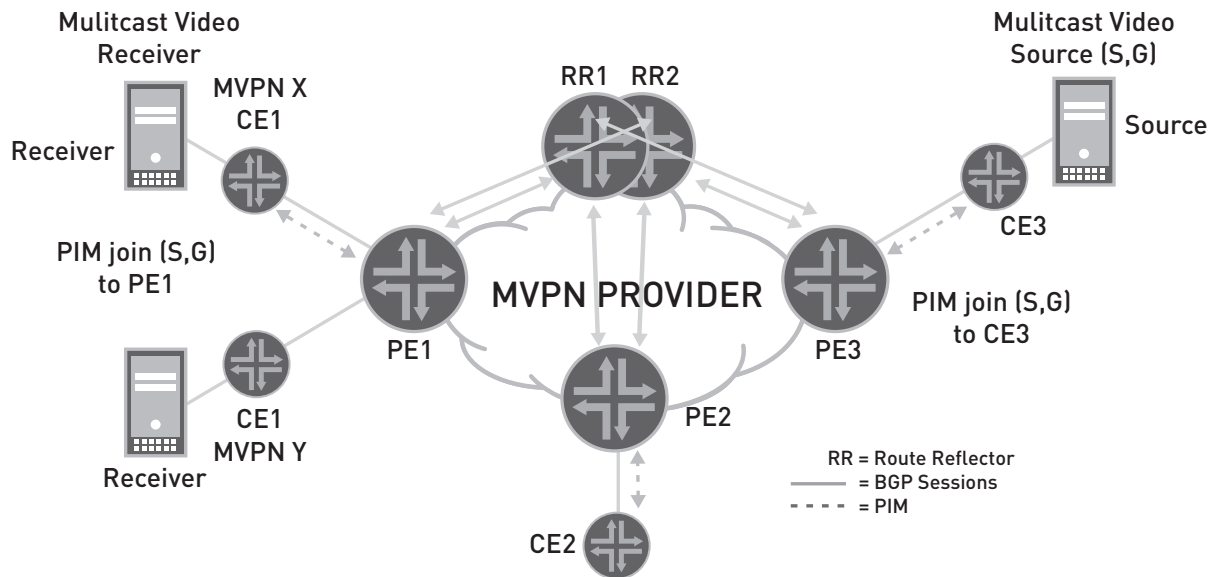 Mulitcast Video
Receiver
MVPN X
CE1
Receiver
PIM join (S,G)
to PE1
CE1
MVPN Y
Receiver
RR1
RR2
MVPN PROVIDER
PE1
PE2
PE3
CE2
Mulitcast Video
Source (S,G)
Source
CE3
PIM join (S,G)
to CE3
RR = Route Reflector
= BGP Sessions
= PIM